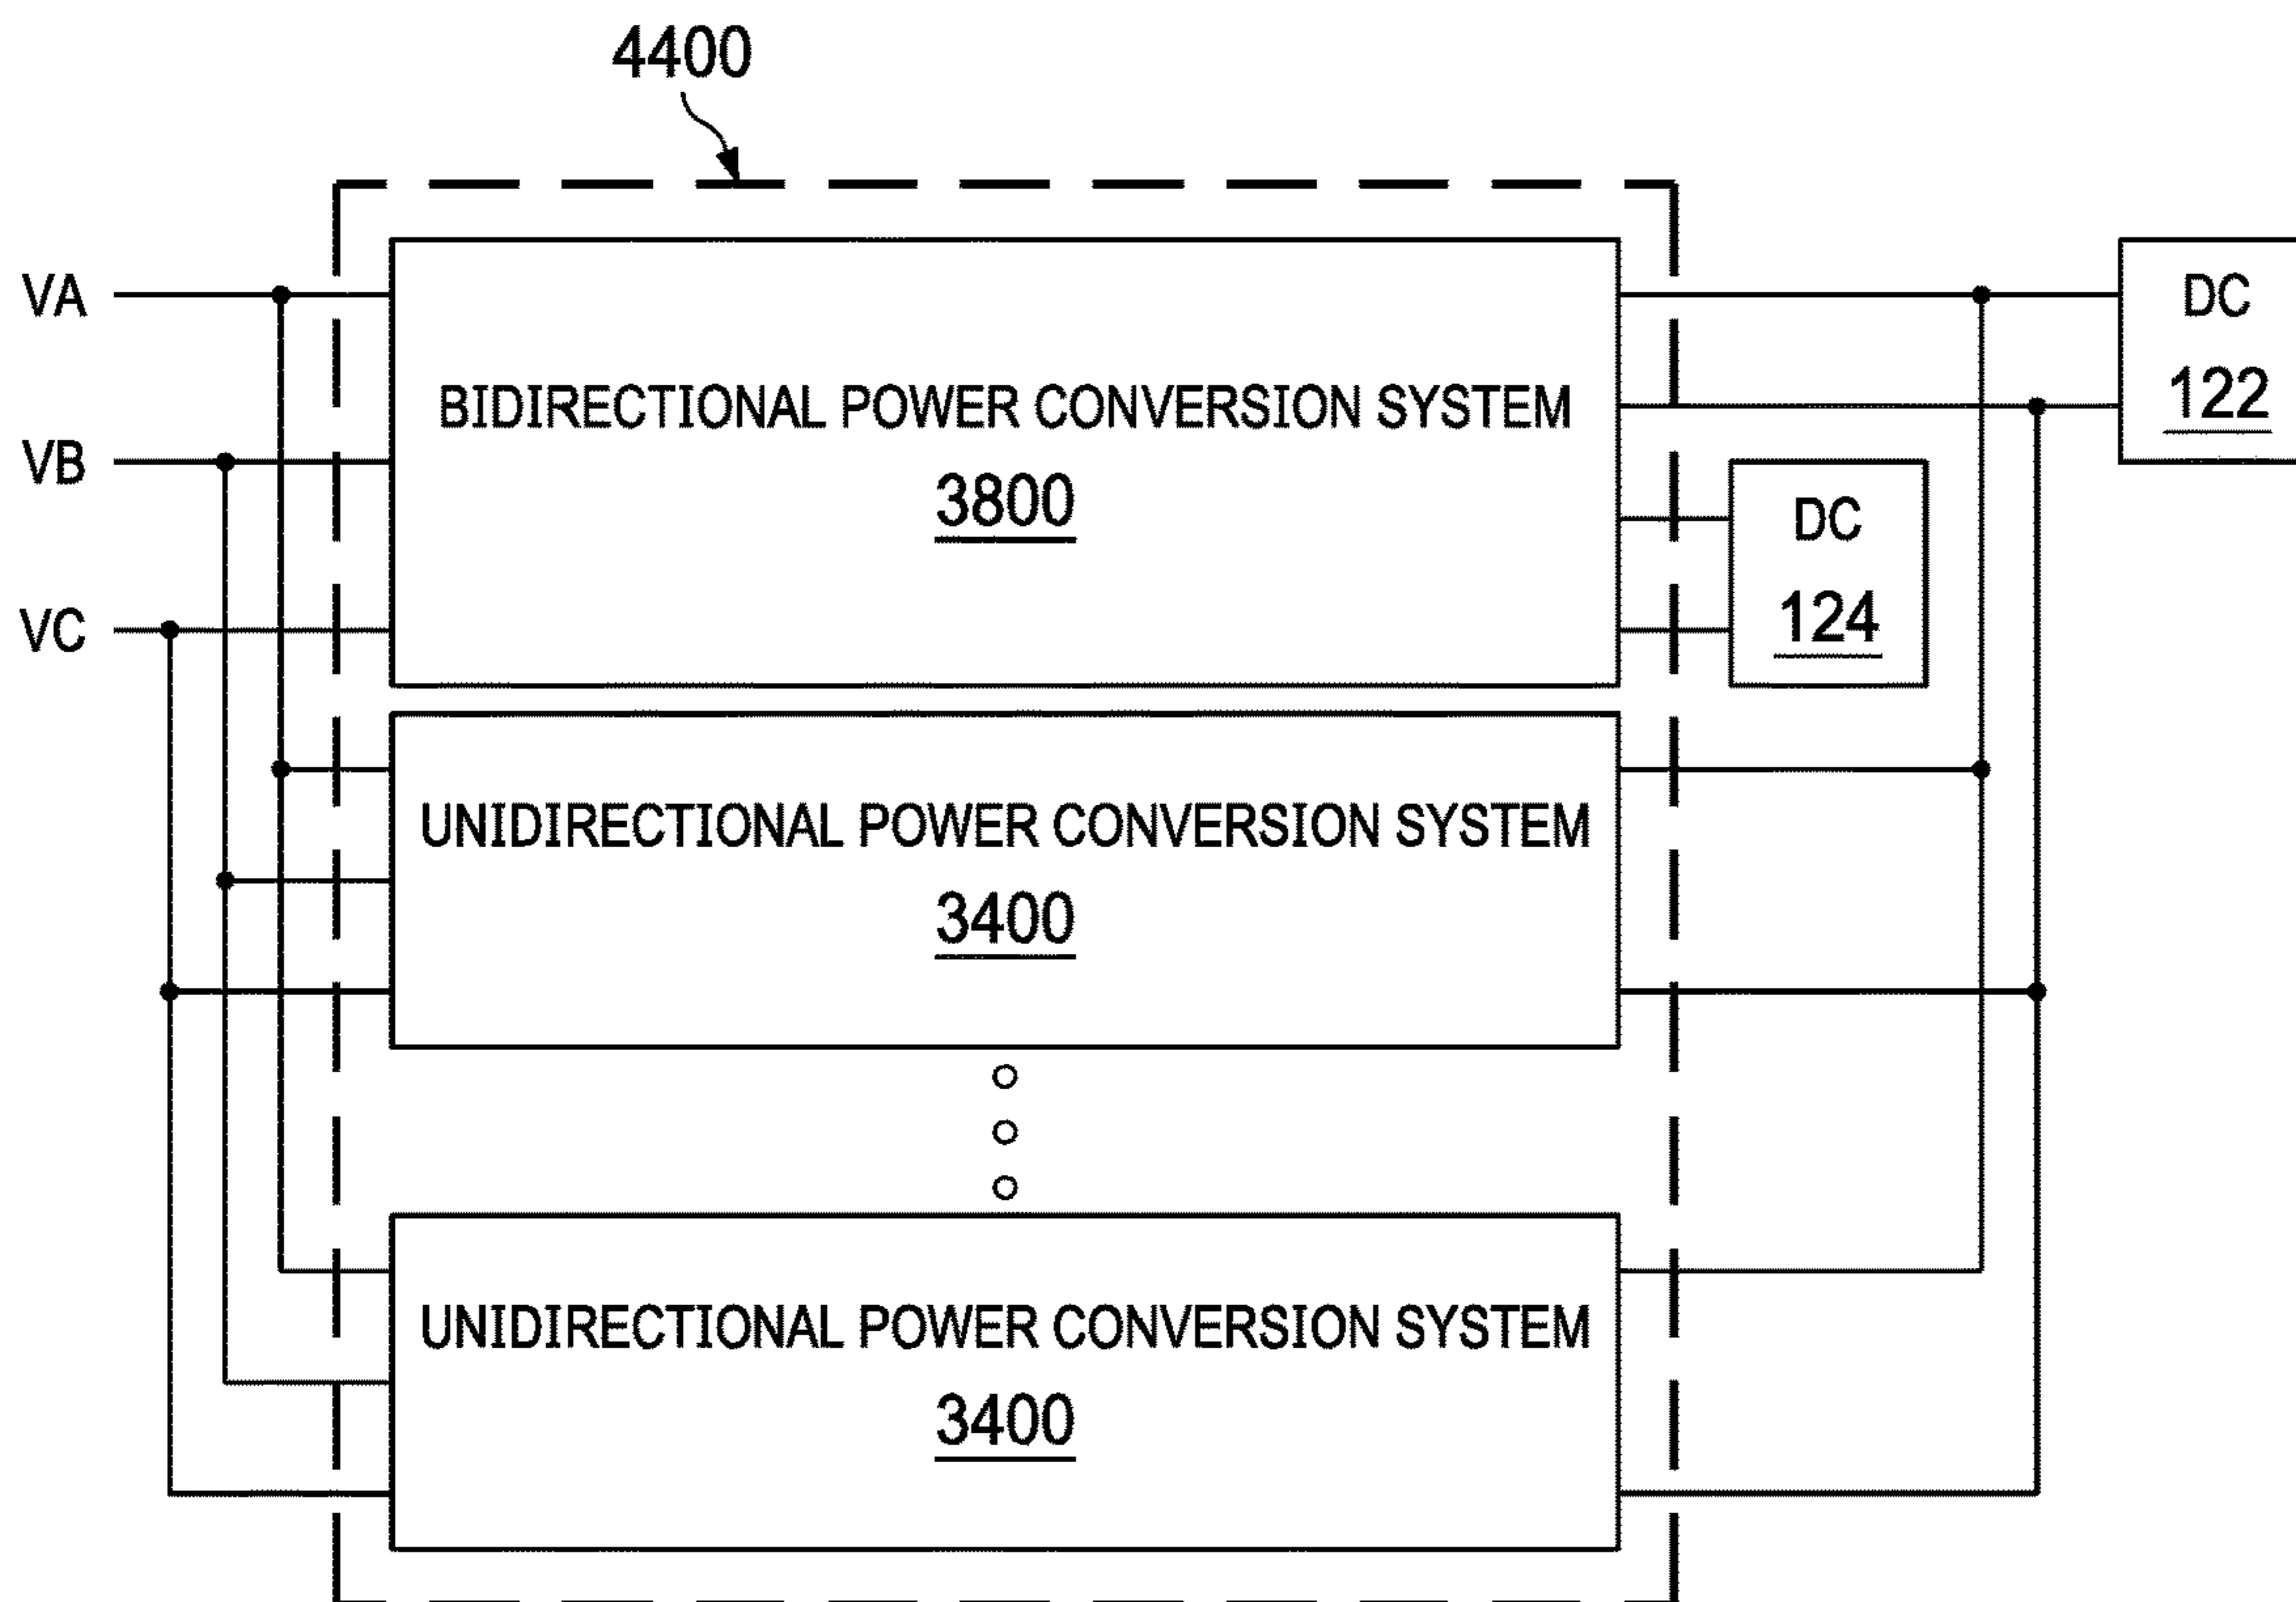 4400
VA
VB
VC
BIDIRECTIONAL POWER CONVERSION SYSTEM
3800
DC
122
DC
124
UNIDIRECTIONAL POWER CONVERSION SYSTEM
3400
UNIDIRECTIONAL POWER CONVERSION SYSTEM
3400